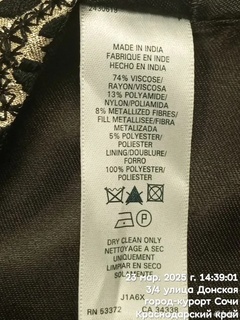 2450619
MADE IN INDIA
FABRIQUE EN INDE
HECHO EN INDIA
74% VISCOSE/
RAYON/VISCOSA
13% POLYAMIDE/
NYLON/POLIAMIDA
8% METALLIZED FIBRES/
FILL METALLISEE/FIBRA
METALIZADA
5% POLYESTER/
POLIESTER
LINING/DOUBLURE/
FORRO
100% POLYESTER/
POLIESTER
DRY CLEAN ONLY
NETTOYAGE A SEC
UNIQUEMENT
LIMPIAR EN SECO
SOLAMENTE
J1A6X
RN 53372 CA 34338
23 мар. 2025 г. 14:39:01
3/4 улица Донская
город-курорт Сочи
Краснодарский край